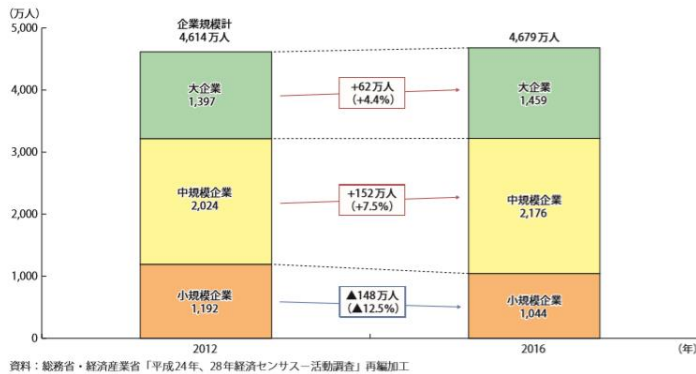 (万人)
5,000
4,000
3,000
2,000
1,000
0
企業規模計
4,614万人
4,679万人
大企業
1,397
+62万人
(+4.4%)
大企業
1,459
中規模企業
2,024
+152万人
(+7.5%)
中規模企業
2,176
小規模企業
1,192
▲148万人
(▲12.5%)
小規模企業
1,044
2012
2016
(年)
資料:総務省・経済産業省「平成24年、28年経済センサス－活動調査」再編加工